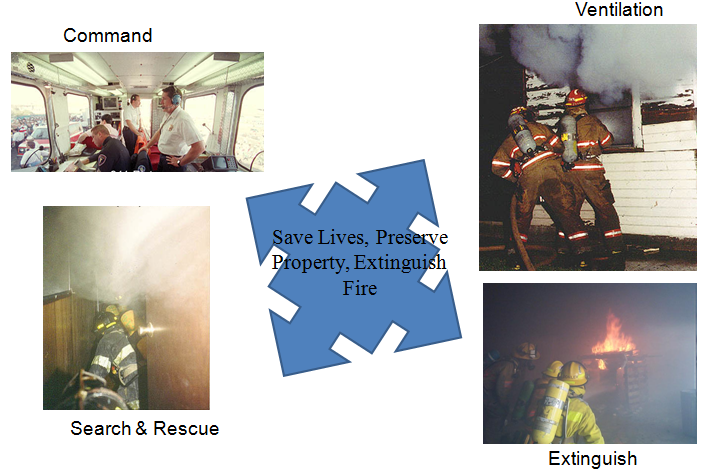 Ventilation
Command
Save Lives, Preserve
Property, Extinguish
Fire
Search & Rescue
Extinguish